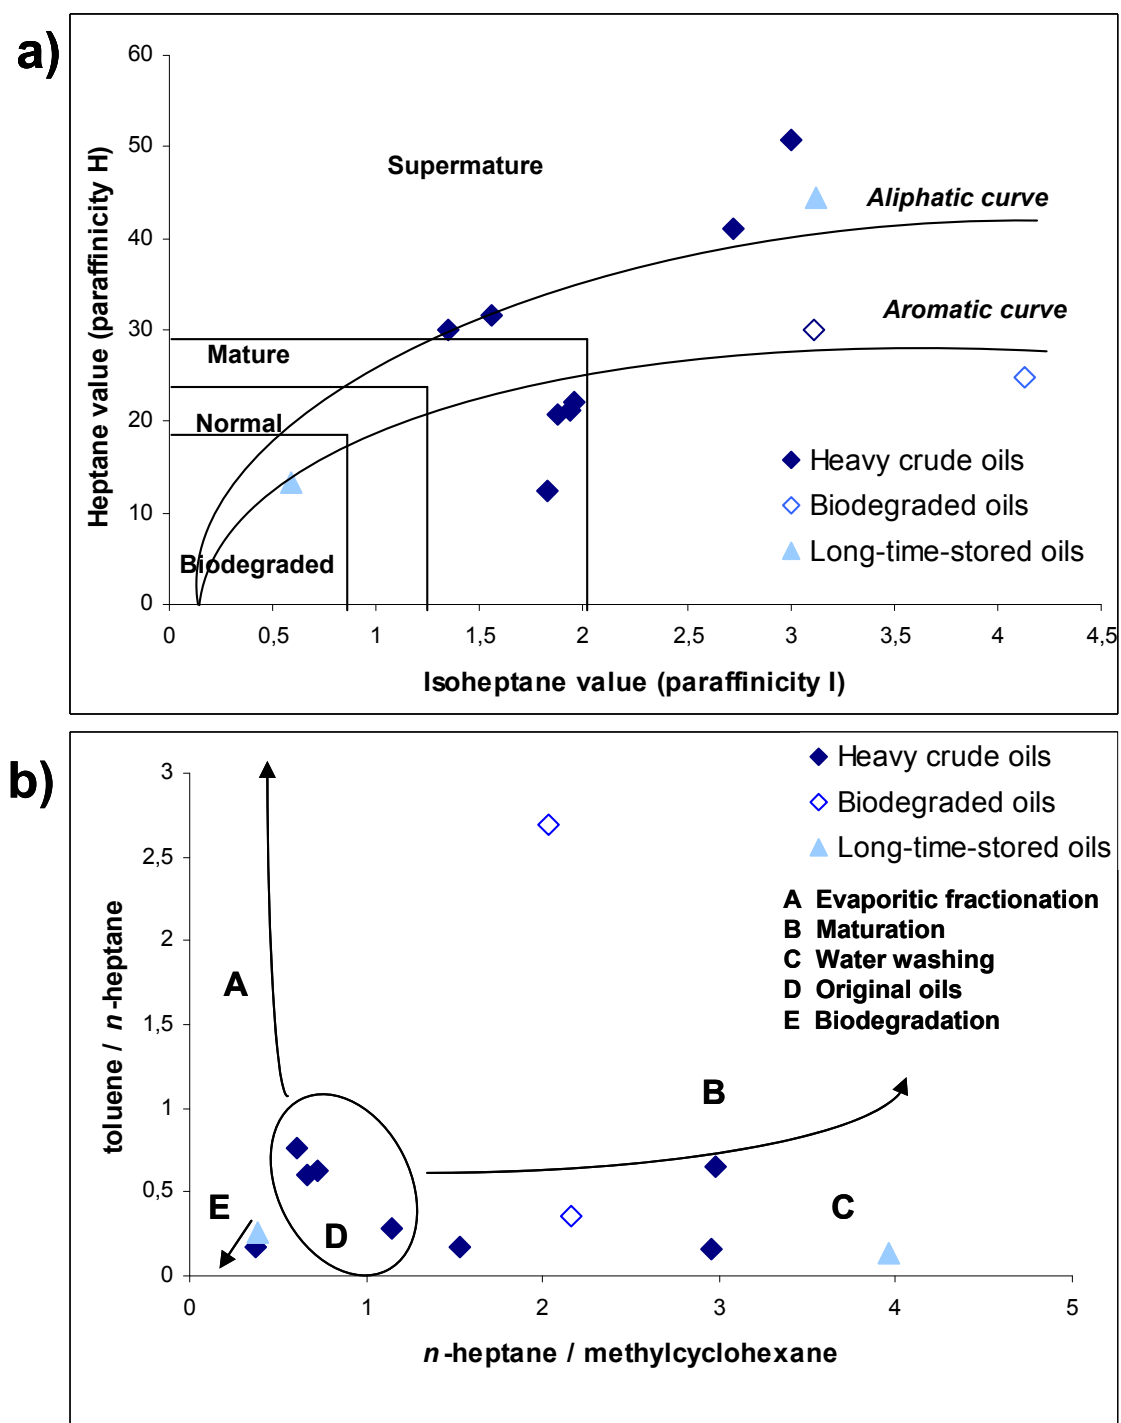 a)
60
50
40
30
20
10
0
Heptane value (paraffinicity H)
Supermature
Aliphatic curve
Aromatic curve
Mature
Normal
Biodegraded
Heavy crude oils
Biodegraded oils
Long-time-stored oils
0 0,5 1 1,5 2 2,5 3 3,5 4 4,5
Isoheptane value (paraffinicity I)
b)
3
2,5
2
1,5
1
0,5
0
toluene / n-heptane
Heavy crude oils
Biodegraded oils
Long-time-stored oils
A Evaporitic fractionation
B Maturation
C Water washing
D Original oils
E Biodegradation
A
B
C
E
D
0 1 2 3 4 5
n-heptane / methylcyclohexane